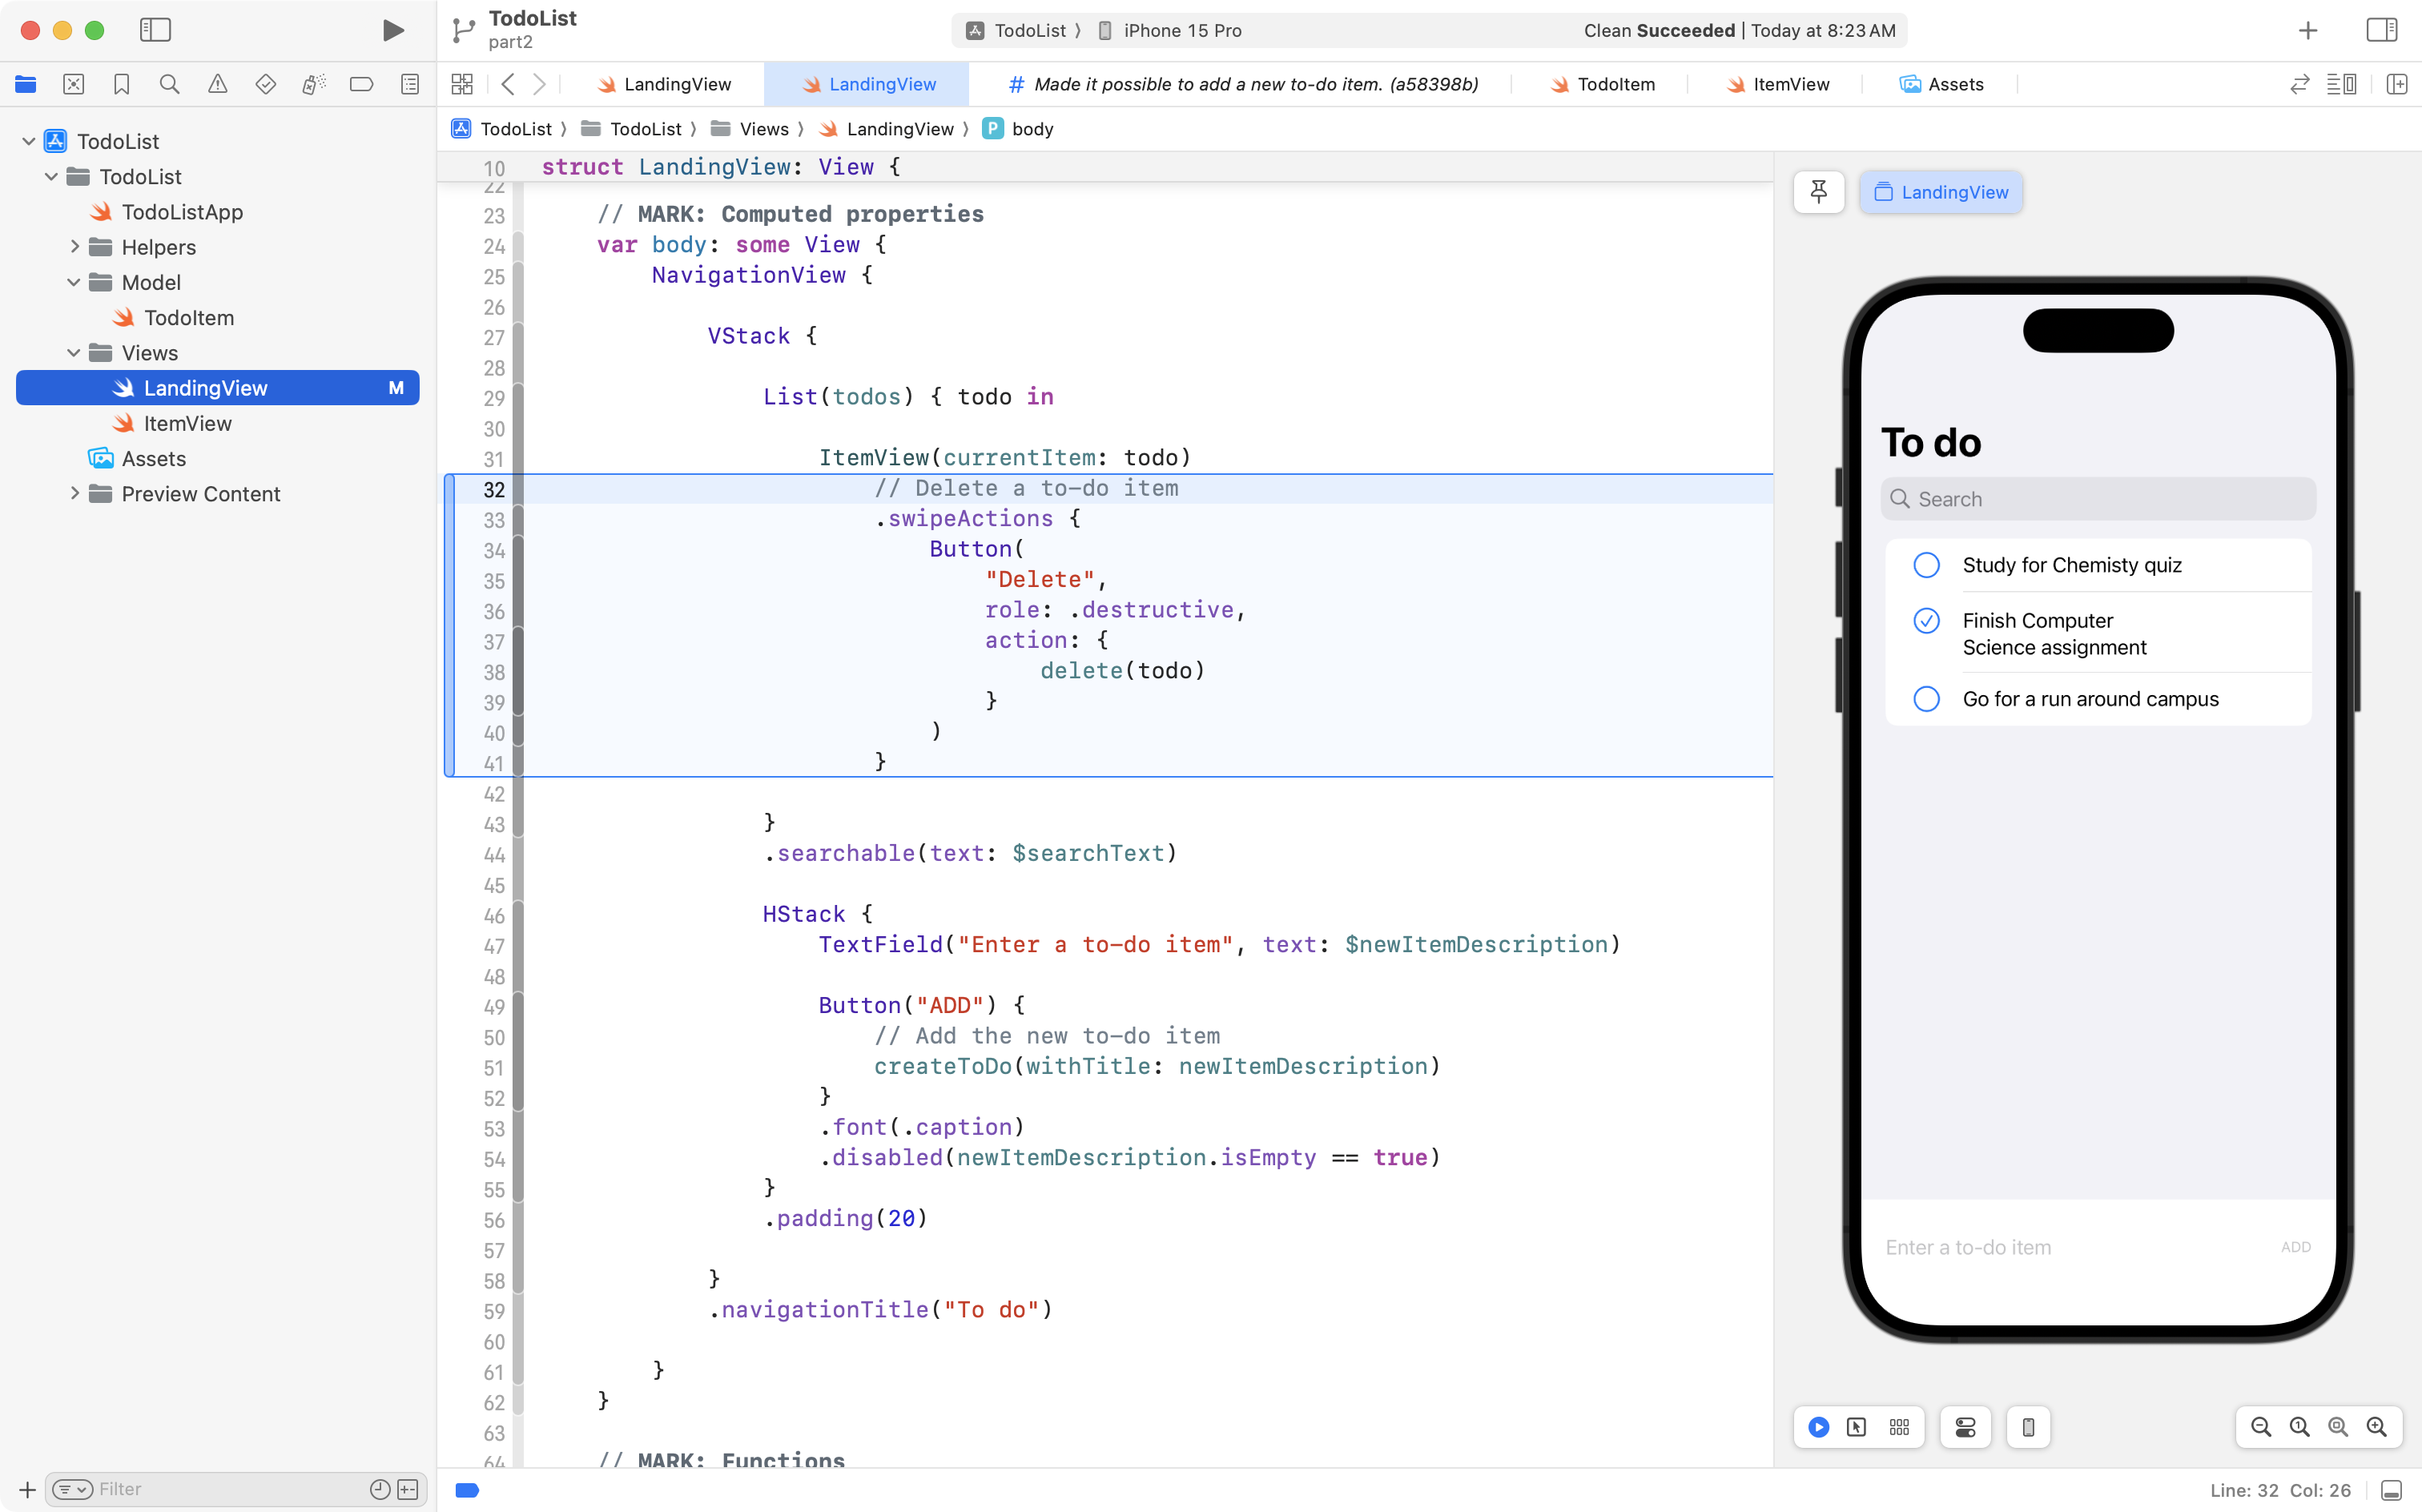 TodoList
part2
TodoList ⟩ iPhone 15 Pro
Clean Succeeded | Today at 8:23 AM
LandingView
LandingView
# Made it possible to add a new to-do item. (a58398b)
TodoItem
ItemView
Assets
TodoList ⟩ TodoList ⟩ Views ⟩ LandingView ⟩ P body
TodoList
TodoList
TodoListApp
Helpers
Model
TodoItem
Views
LandingView M
ItemView
Assets
Preview Content
Filter
10 struct LandingView: View {
22
23 // MARK: Computed properties
24 var body: some View {
25 NavigationView {
26
27 VStack {
28
29 List(todos) { todo in
30
31 ItemView(currentItem: todo)
32 // Delete a to-do item
33 .swipeActions {
34 Button(
35 "Delete",
36 role: .destructive,
37 action: {
38 delete(todo)
39 }
40 )
41 }
42
43 }
44 .searchable(text: $searchText)
45
46 HStack {
47 TextField("Enter a to-do item", text: $newItemDescription)
48
49 Button("ADD") {
50 // Add the new to-do item
51 createToDo(withTitle: newItemDescription)
52 }
53 .font(.caption)
54 .disabled(newItemDescription.isEmpty == true)
55 }
56 .padding(20)
57
58 }
59 .navigationTitle("To do")
60
61 }
62 }
63
64 // MARK: Functions
LandingView
To do
Search
Study for Chemisty quiz
Finish Computer
Science assignment
Go for a run around campus
Enter a to-do item ADD
Line: 32 Col: 26